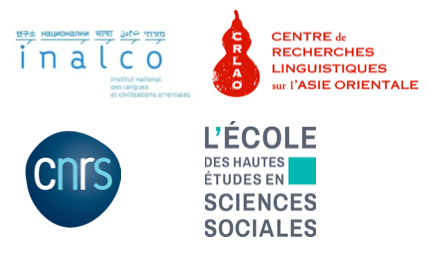 inalco
institut national
des langues
et civilisations orientales
CRLAO
CENTRE de
RECHERCHES
LINGUISTIQUES
sur l'ASIE ORIENTALE
cnrs
L'ÉCOLE
DES HAUTES
ÉTUDES EN
SCIENCES
SOCIALES